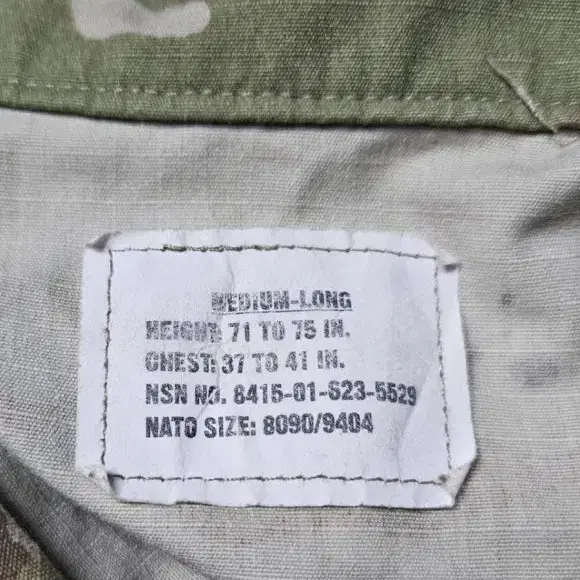 MEDIUM-LONG
HEIGHT: 71 TO 75 IN.
CHEST: 37 TO 41 IN.
NSN NO. 8415-01-623-5529
NATO SIZE: 8090/9404